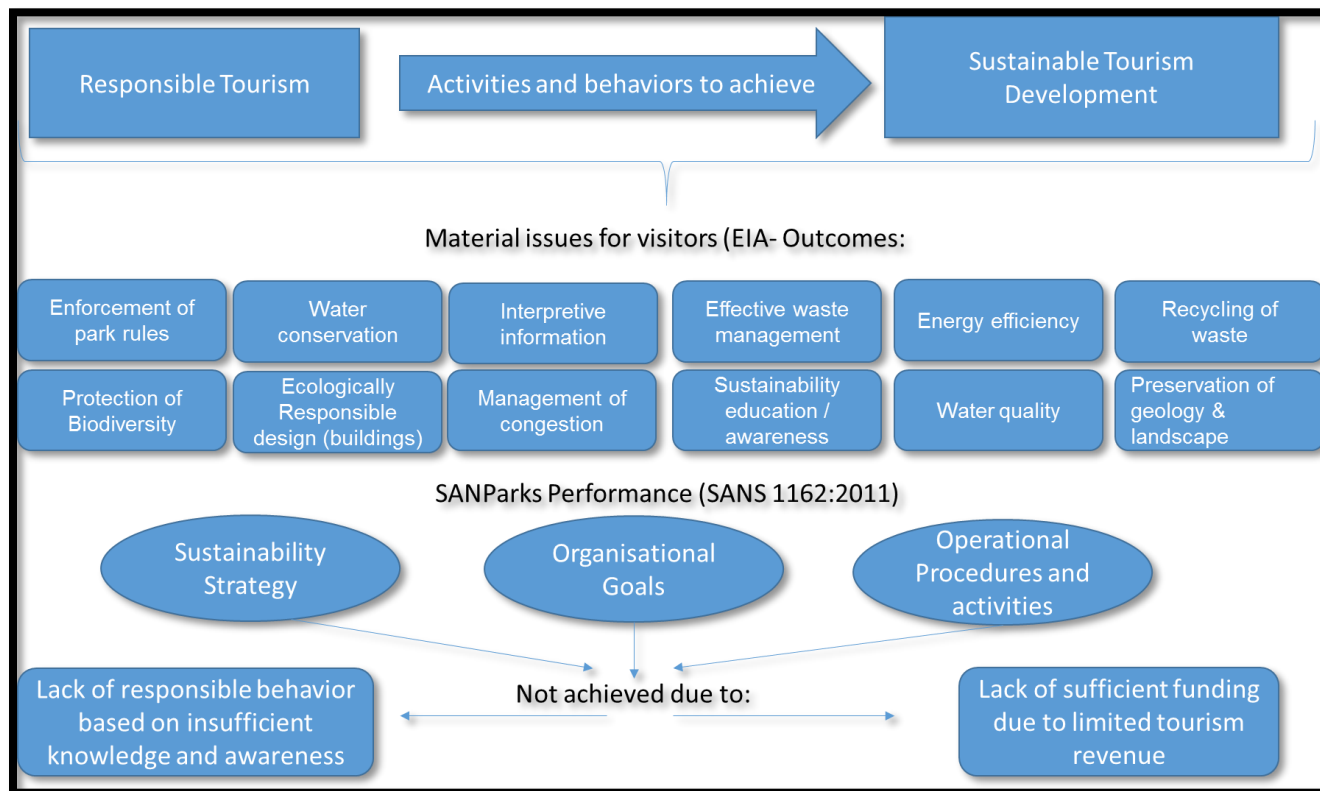 Responsible Tourism
Activities and behaviors to achieve
Sustainable Tourism
Development
Material issues for visitors (EIA- Outcomes:
Enforcement of
park rules
Water
conservation
Interpretive
information
Effective waste
management
Energy efficiency
Recycling of
waste
Protection of
Biodiversity
Ecologically
Responsible
design (buildings)
Management of
congestion
Sustainability
education /
awareness
Water quality
Preservation of
geology &
landscape
SANParks Performance (SANS 1162:2011)
Sustainability
Strategy
Organisational
Goals
Operational
Procedures and
activities
Not achieved due to:
Lack of responsible behavior
based on insufficient
knowledge and awareness
Lack of sufficient funding
due to limited tourism
revenue